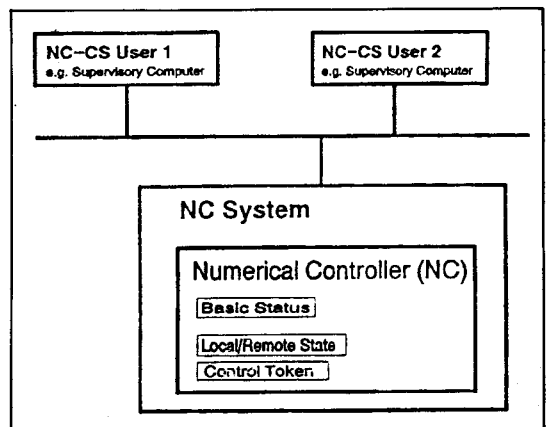 NC-CS User 1
e.g. Supervisory Computer
NC-CS User 2
e.g. Supervisory Computer
NC System
Numerical Controller (NC)
Basic Status
Local/Remote State
Control Token